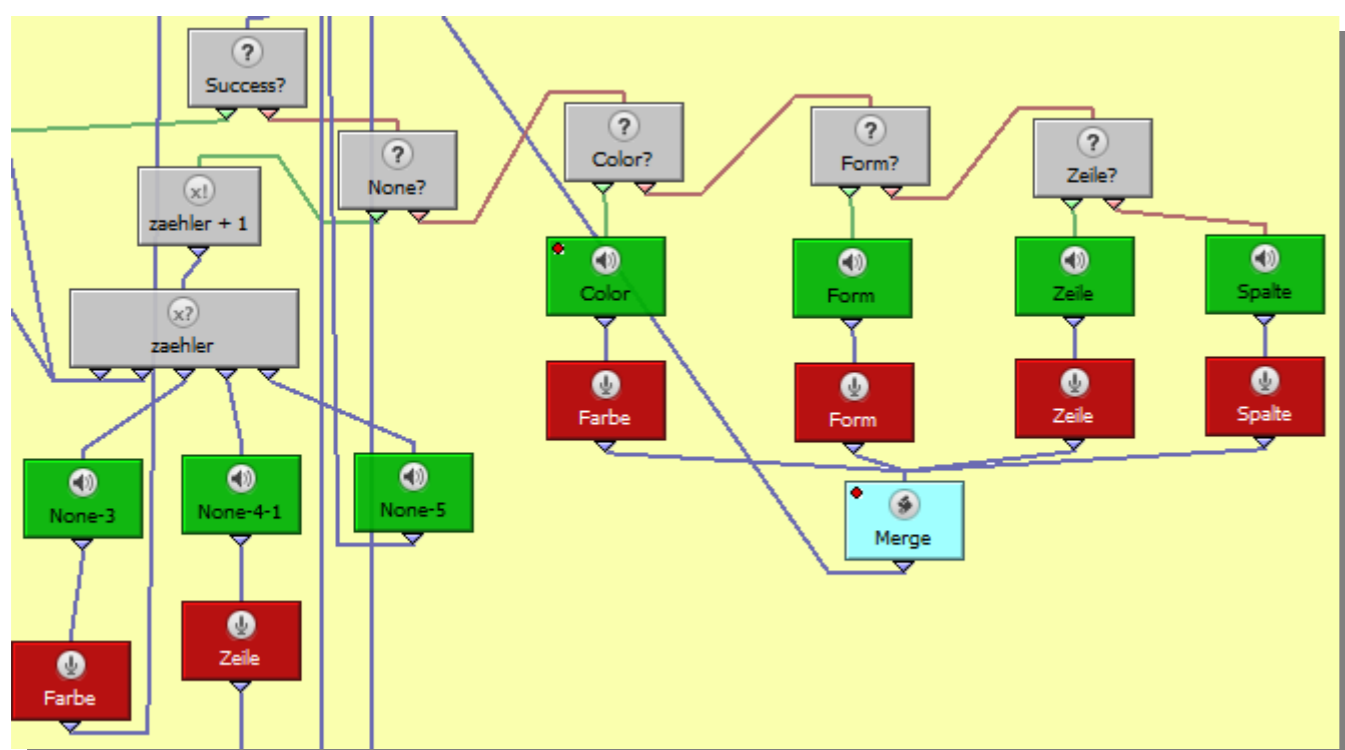 ?
Success?
?
None?
?
Color?
?
Form?
?
Zeile?
x!
zaehler + 1
x?
zaehler
Color
Form
Zeile
Spalte
Farbe
Form
Zeile
Spalte
None-3
None-4-1
None-5
Merge
Zeile
Farbe